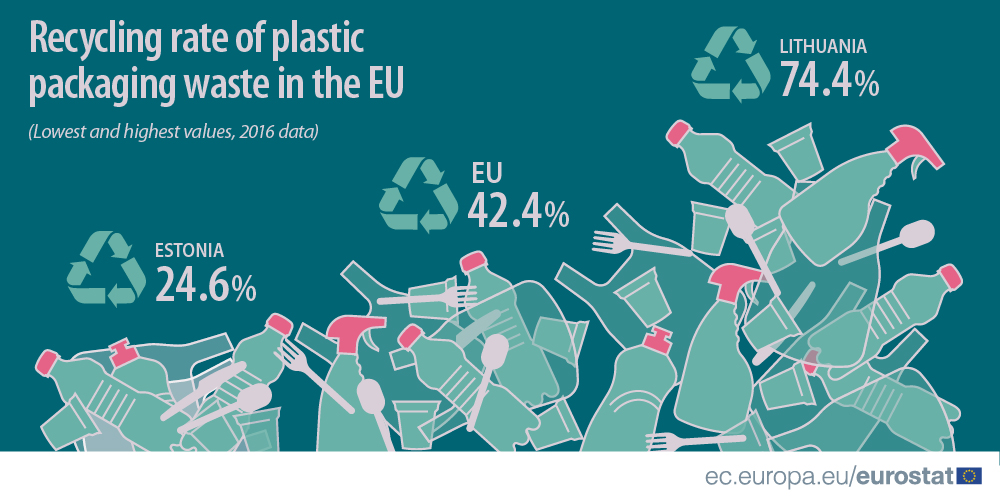 Recycling rate of plastic
packaging waste in the EU
(Lowest and highest values, 2016 data)
LITHUANIA
74.4%
EU
42.4%
ESTONIA
24.6%
ec.europa.eu/eurostat